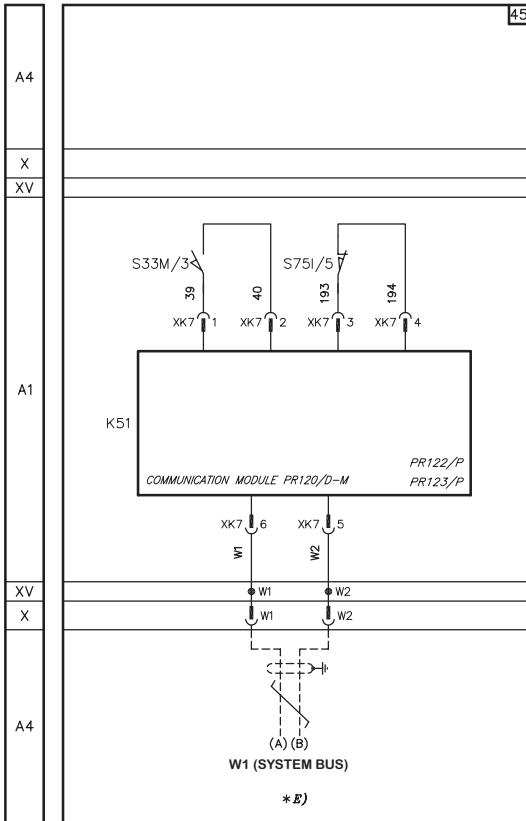 45
A4
X
XV
S33M/3
S75I/5
39
40
193
194
XK7 1
XK7 2
XK7 3
XK7 4
A1
K51
PR122/P
COMMUNICATION MODULE PR120/D-M
PR123/P
XK7 6
XK7 5
W1
W2
XV
W1
W2
X
W1
W2
A4
(A) (B)
W1 (SYSTEM BUS)
*E)